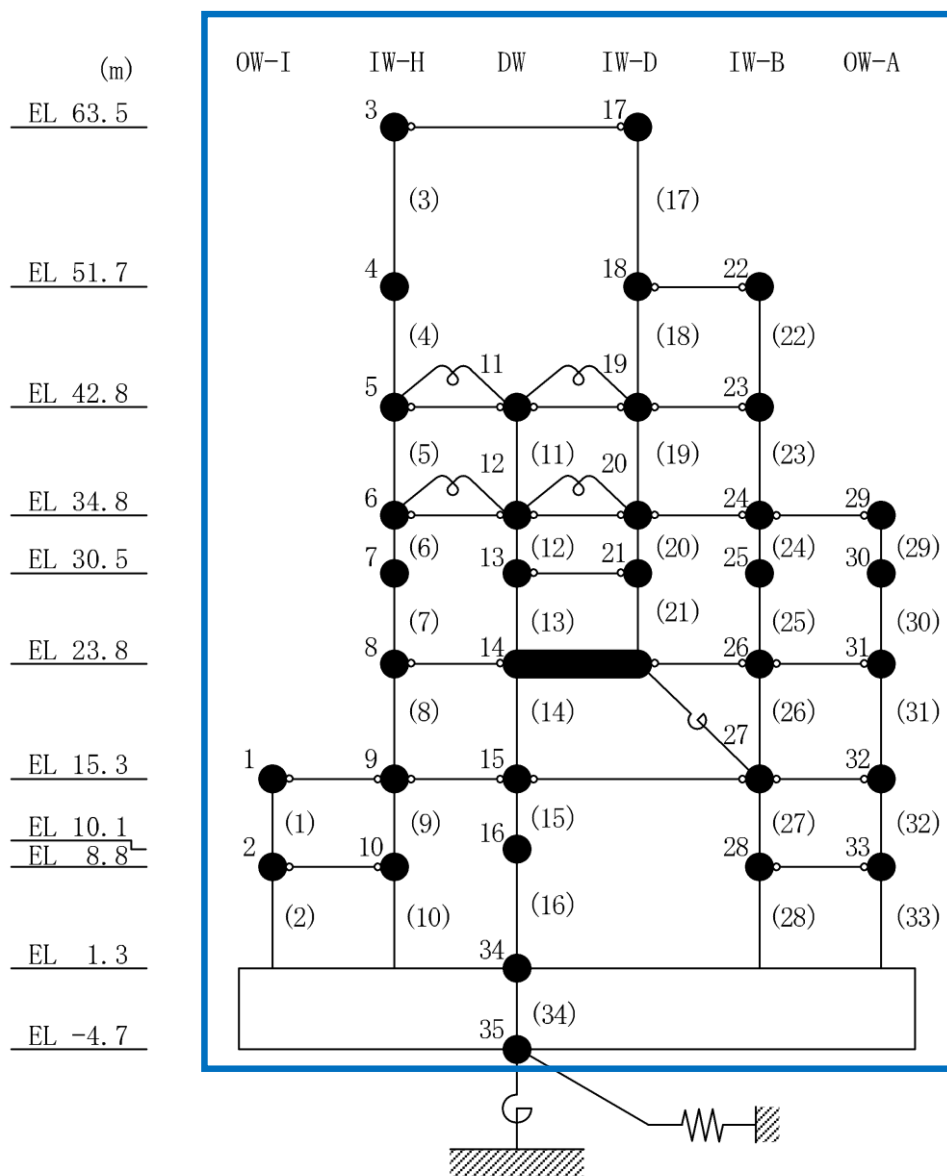 (m) OW-I IW-H DW IW-D IW-B OW-A
EL 63.5 3 17
(3) (17)
EL 51.7 4 18 22
(4) (18) (22)
11 19
EL 42.8 5 23
(5) (11) (19) (23)
12 20
EL 34.8 6 24 29
(6) (12) (20) (24) (29)
EL 30.5 7 13 21 25 30
(7) (13) (21) (25) (30)
EL 23.8 8 14 26 31
(8) (14) (26) (31)
27
EL 15.3 1 9 15 32
(1) (9) (15) (27) (32)
EL 10.1 16
EL 8.8 2 10 28 33
(2) (10) (16) (28) (33)
EL 1.3 34
(34)
EL -4.7 35